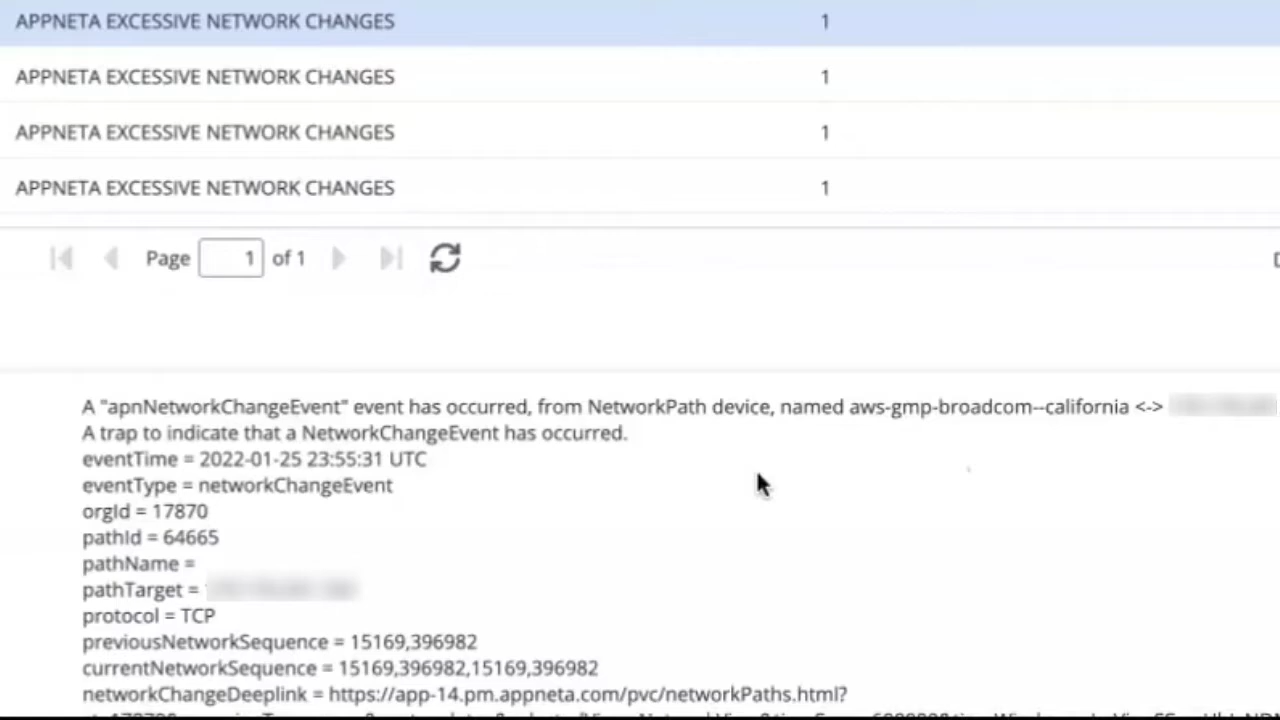 APPNETA EXCESSIVE NETWORK CHANGES 1
APPNETA EXCESSIVE NETWORK CHANGES 1
APPNETA EXCESSIVE NETWORK CHANGES 1
APPNETA EXCESSIVE NETWORK CHANGES 1
Page 1 of 1
A "apnNetworkChangeEvent" event has occurred, from NetworkPath device, named aws-gmp-broadcom--california <->
A trap to indicate that a NetworkChangeEvent has occurred.
eventTime = 2022-01-25 23:55:31 UTC
eventType = networkChangeEvent
orgId = 17870
pathId = 64665
pathName =
pathTarget =
protocol = TCP
previousNetworkSequence = 15169,396982
currentNetworkSequence = 15169,396982,15169,396982
networkChangeDeeplink = https://app-14.pm.appneta.com/pvc/networkPaths.html?